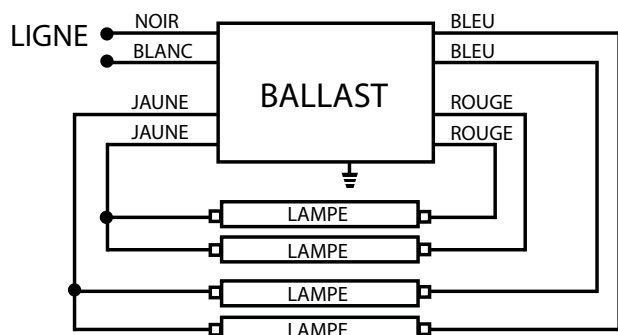 LIGNE
NOIR
BLANC
JAUNE
JAUNE
BALLAST
BLEU
BLEU
ROUGE
ROUGE
LAMPE
LAMPE
LAMPE
LAMPE